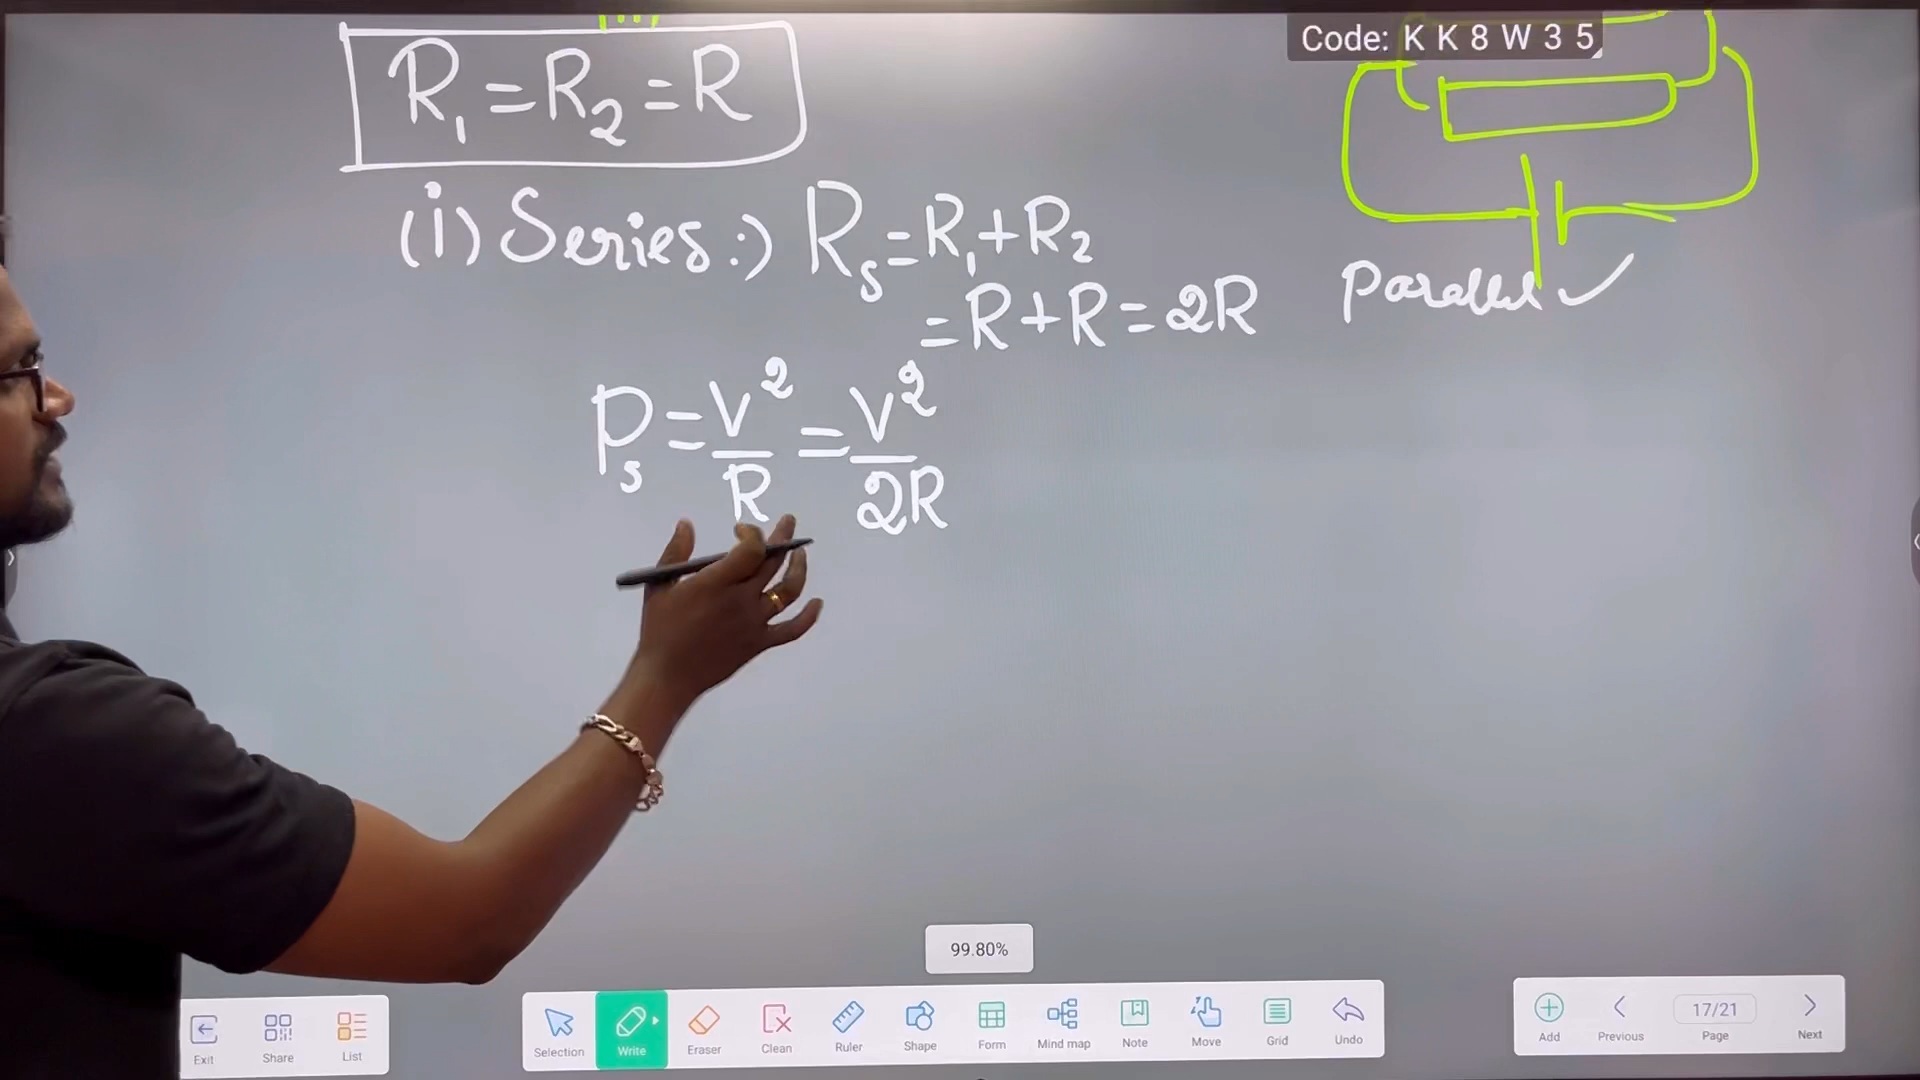 Code: K K 8 W 3 5
R₁ = R₂ = R
(i) Series :) Rₛ = R₁ + R₂
= R + R = 2R
Parallel ✓
Pₛ = V²/R = V²/2R
99.80%
Exit
Share
List
Selection
Write
Eraser
Clean
Ruler
Shape
Form
Mind map
Note
Move
Grid
Undo
Add
Previous
17/21
Page
Next